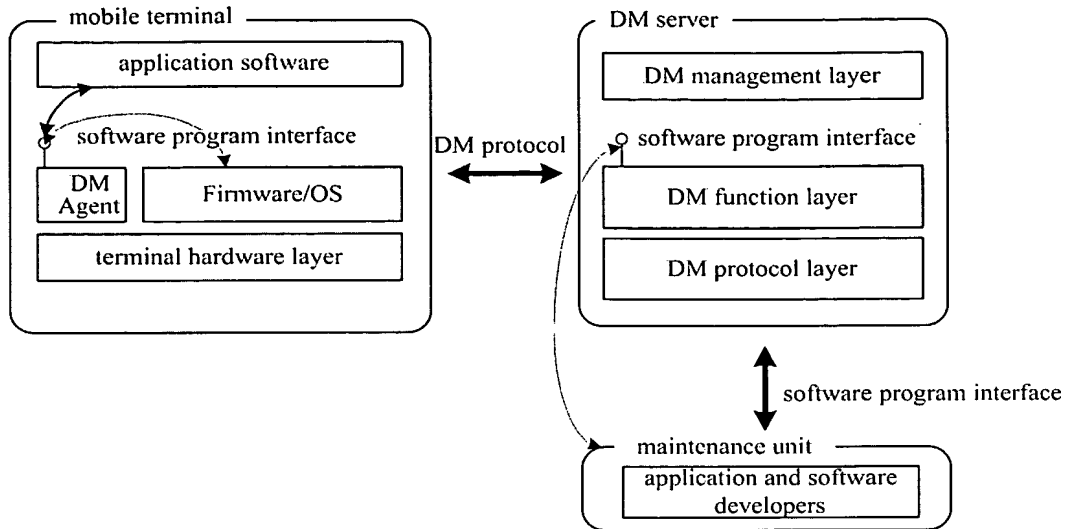 mobile terminal
application software
software program interface
DM
Agent
Firmware/OS
terminal hardware layer
DM protocol
DM server
DM management layer
software program interface
DM function layer
DM protocol layer
software program interface
maintenance unit
application and software
developers